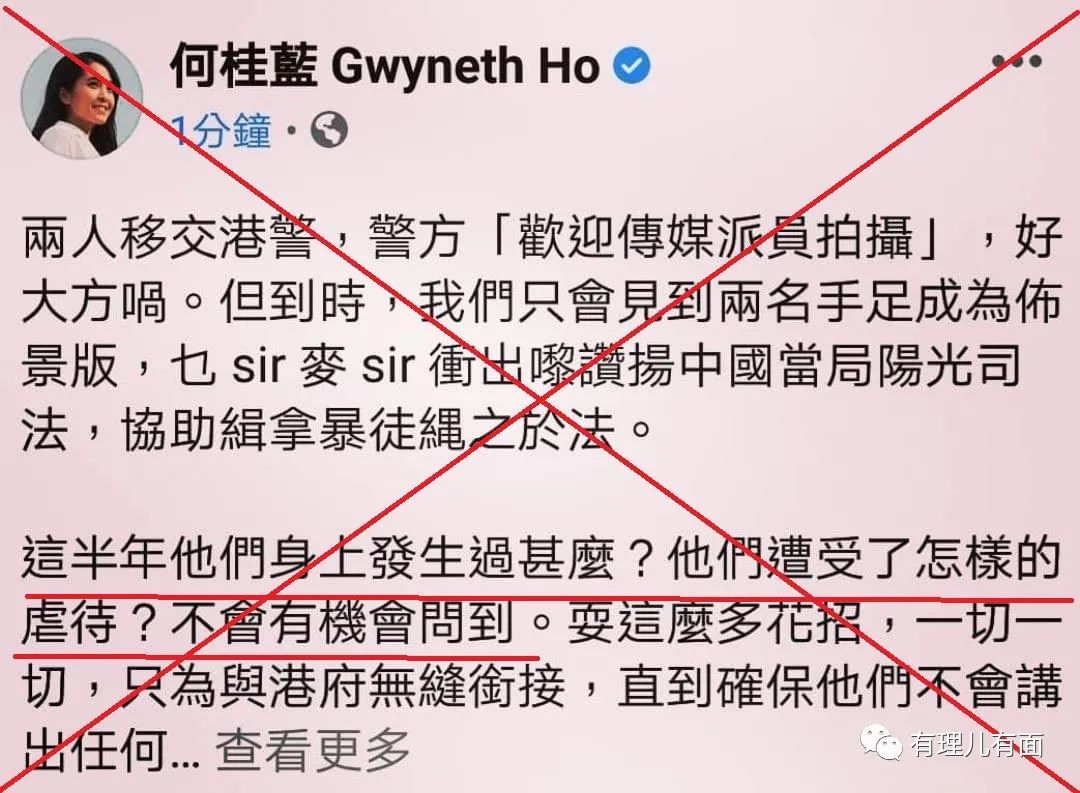 何桂藍 Gwyneth Ho
1分鐘 ·
兩人移交港警，警方「歡迎傳媒派員拍攝」，好
大方喎。但到時，我們只會見到兩名手足成為佈
景版，乜 sir 麥 sir 衝出嚟讚揚中國當局陽光司
法，協助緝拿暴徒繩之於法。
這半年他們身上發生過甚麼？他們遭受了怎樣的
虐待？不會有機會問到。耍這麼多花招，一切一
切，只為與港府無縫銜接，直到確保他們不會講
出任何... 查看更多
有理儿有面